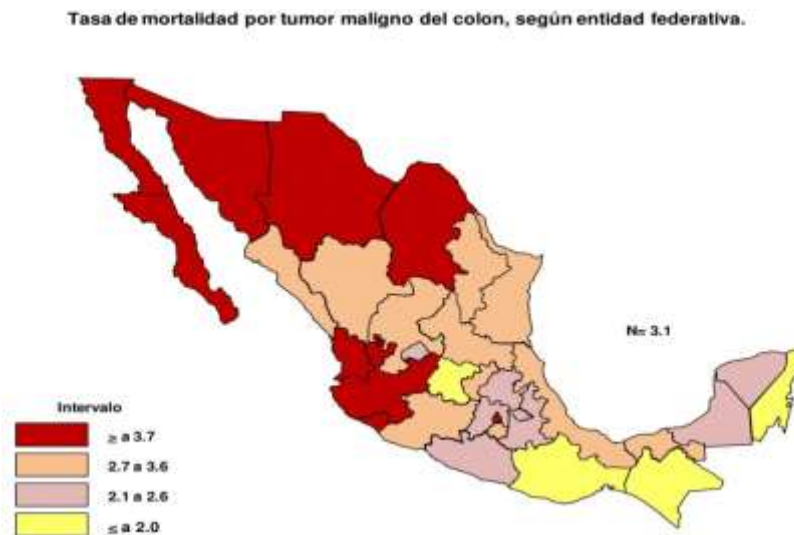 Tasa de mortalidad por tumor maligno del colon, según entidad federativa.
N= 3.1
Intervalo
≥ a 3.7
2.7 a 3.6
2.1 a 2.6
≤ a 2.0